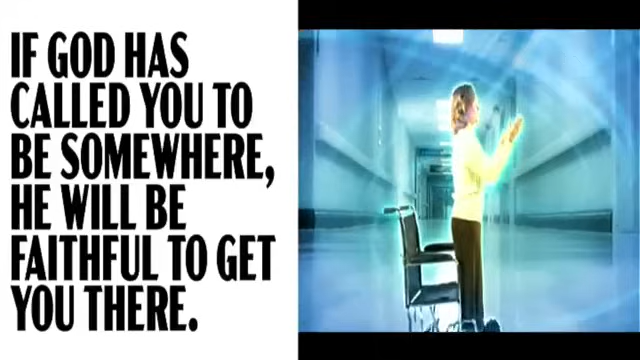 IF GOD HAS
CALLED YOU TO
BE SOMEWHERE,
HE WILL BE
FAITHFUL TO GET
YOU THERE.